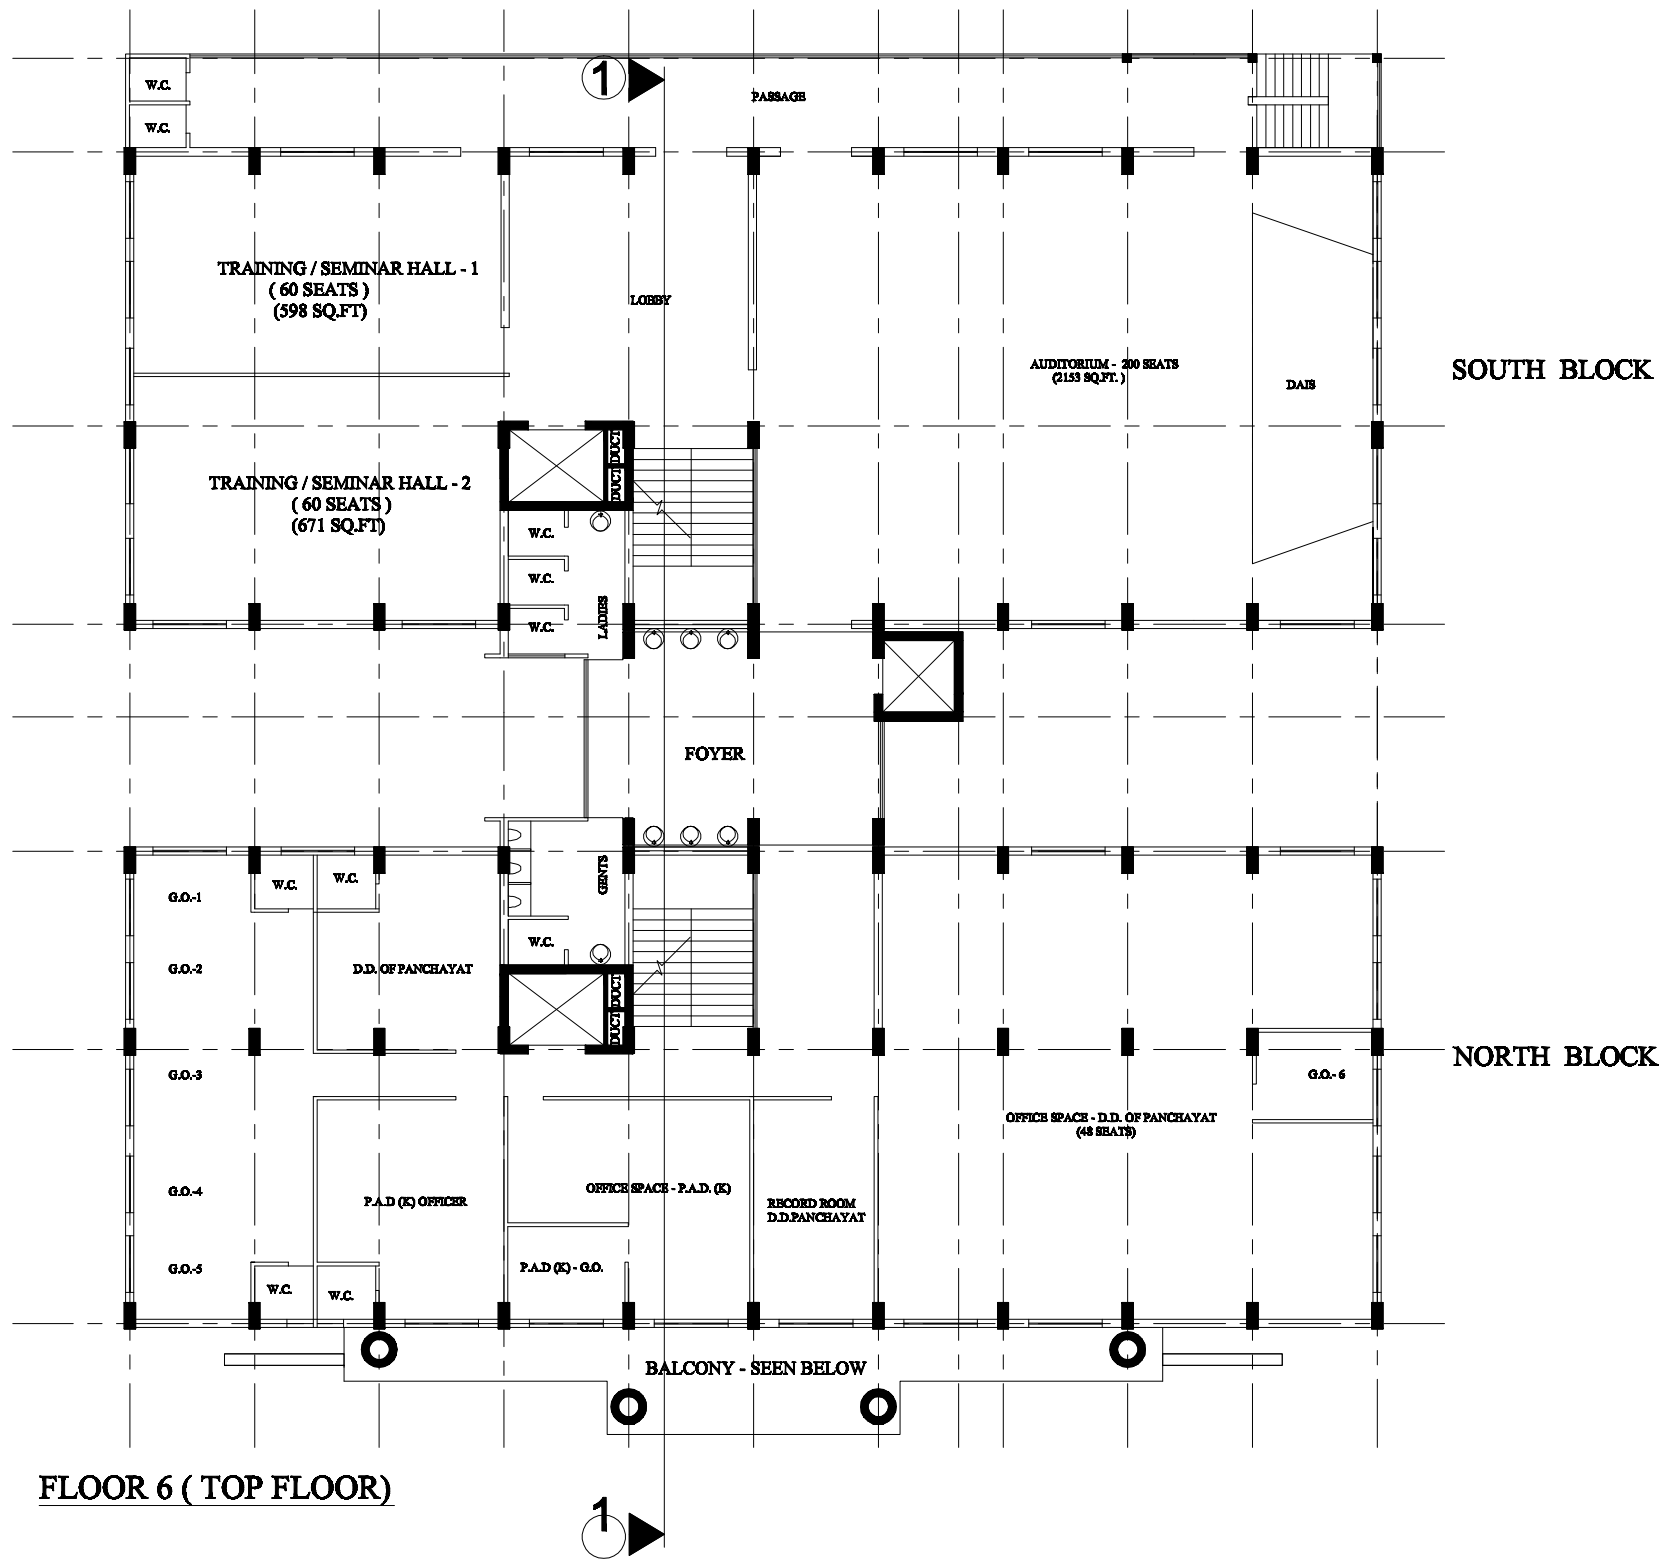 1
W.C.
PASSAGE
W.C.
TRAINING / SEMINAR HALL - 1
( 60 SEATS )
(598 SQ.FT)
LOBBY
AUDITORIUM - 200 SEATS
(2153 SQ.FT. )
DAIS
SOUTH BLOCK
TRAINING / SEMINAR HALL - 2
( 60 SEATS )
(671 SQ.FT)
DUCT
DUCT
W.C.
W.C.
W.C.
LADIES
FOYER
GENTS
W.C.
W.C.
G.O.-1
W.C.
G.O.-2
D.D. OF PANCHAYAT
DUCT
DUCT
NORTH BLOCK
G.O.-3
G.O.- 6
OFFICE SPACE - D.D. OF PANCHAYAT
(48 SEATS)
G.O.-4
P.A.D (K) OFFICER
OFFICE SPACE - P.A.D. (K)
RECORD ROOM
D.D.PANCHAYAT
G.O.-5
P.A.D (K) - G.O.
W.C.
W.C.
BALCONY - SEEN BELOW
FLOOR 6 ( TOP FLOOR)
1